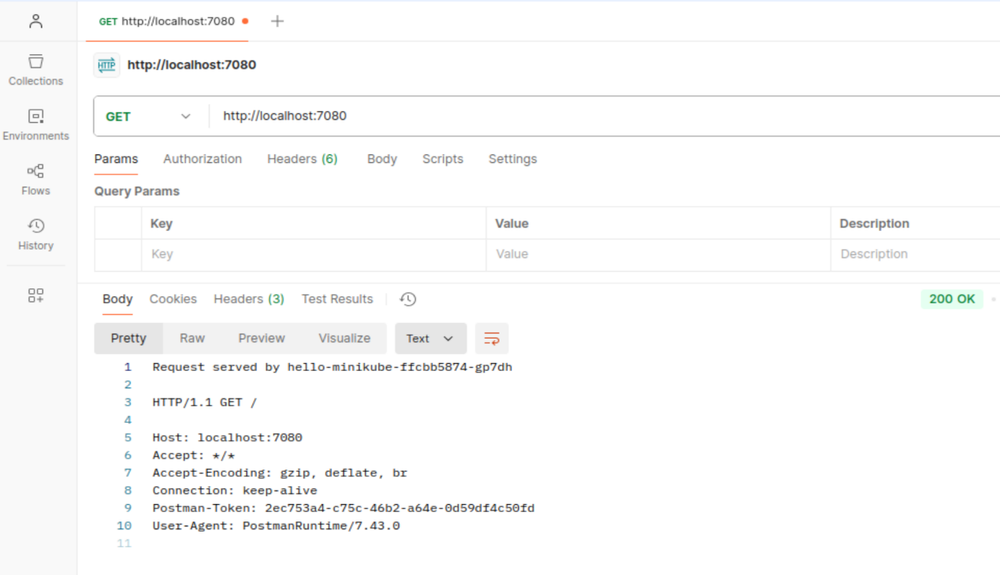 GET http://localhost:7080
HTTP http://localhost:7080
Collections
Environments
Flows
History
GET http://localhost:7080
Params Authorization Headers (6) Body Scripts Settings
Query Params
Key Value Description
Key Value Description
Body Cookies Headers (3) Test Results 200 OK
Pretty Raw Preview Visualize Text
1 Request served by hello-minikube-ffcbb5874-gp7dh
2
3 HTTP/1.1 GET /
4
5 Host: localhost:7080
6 Accept: */*
7 Accept-Encoding: gzip, deflate, br
8 Connection: keep-alive
9 Postman-Token: 2ec753a4-c75c-46b2-a64e-0d59df4c50fd
10 User-Agent: PostmanRuntime/7.43.0
11